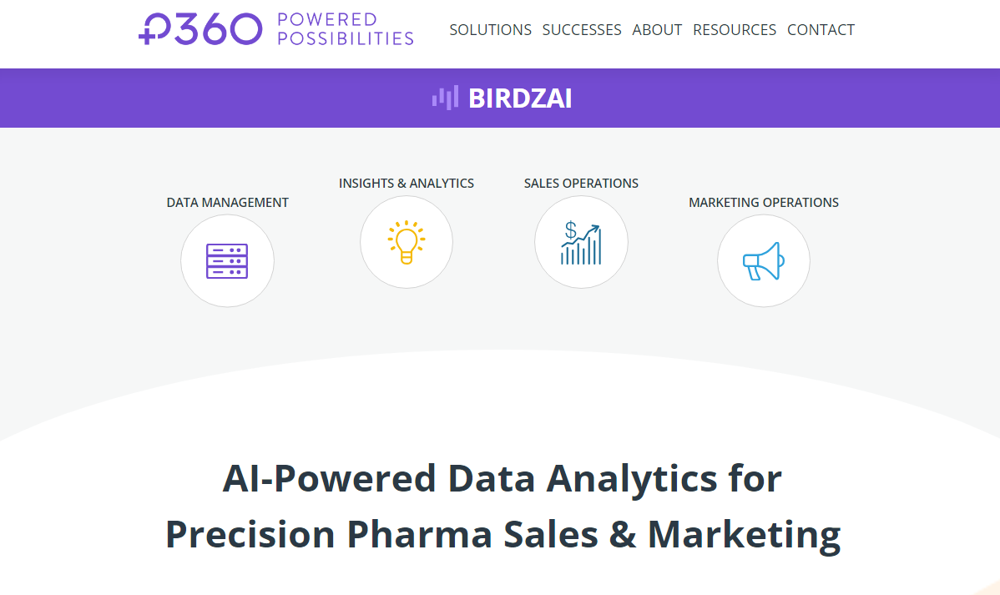 P360 POWERED
POSSIBILITIES
SOLUTIONS SUCCESSES ABOUT RESOURCES CONTACT
BIRDZAI
INSIGHTS & ANALYTICS SALES OPERATIONS
DATA MANAGEMENT MARKETING OPERATIONS
$
AI-Powered Data Analytics for
Precision Pharma Sales & Marketing